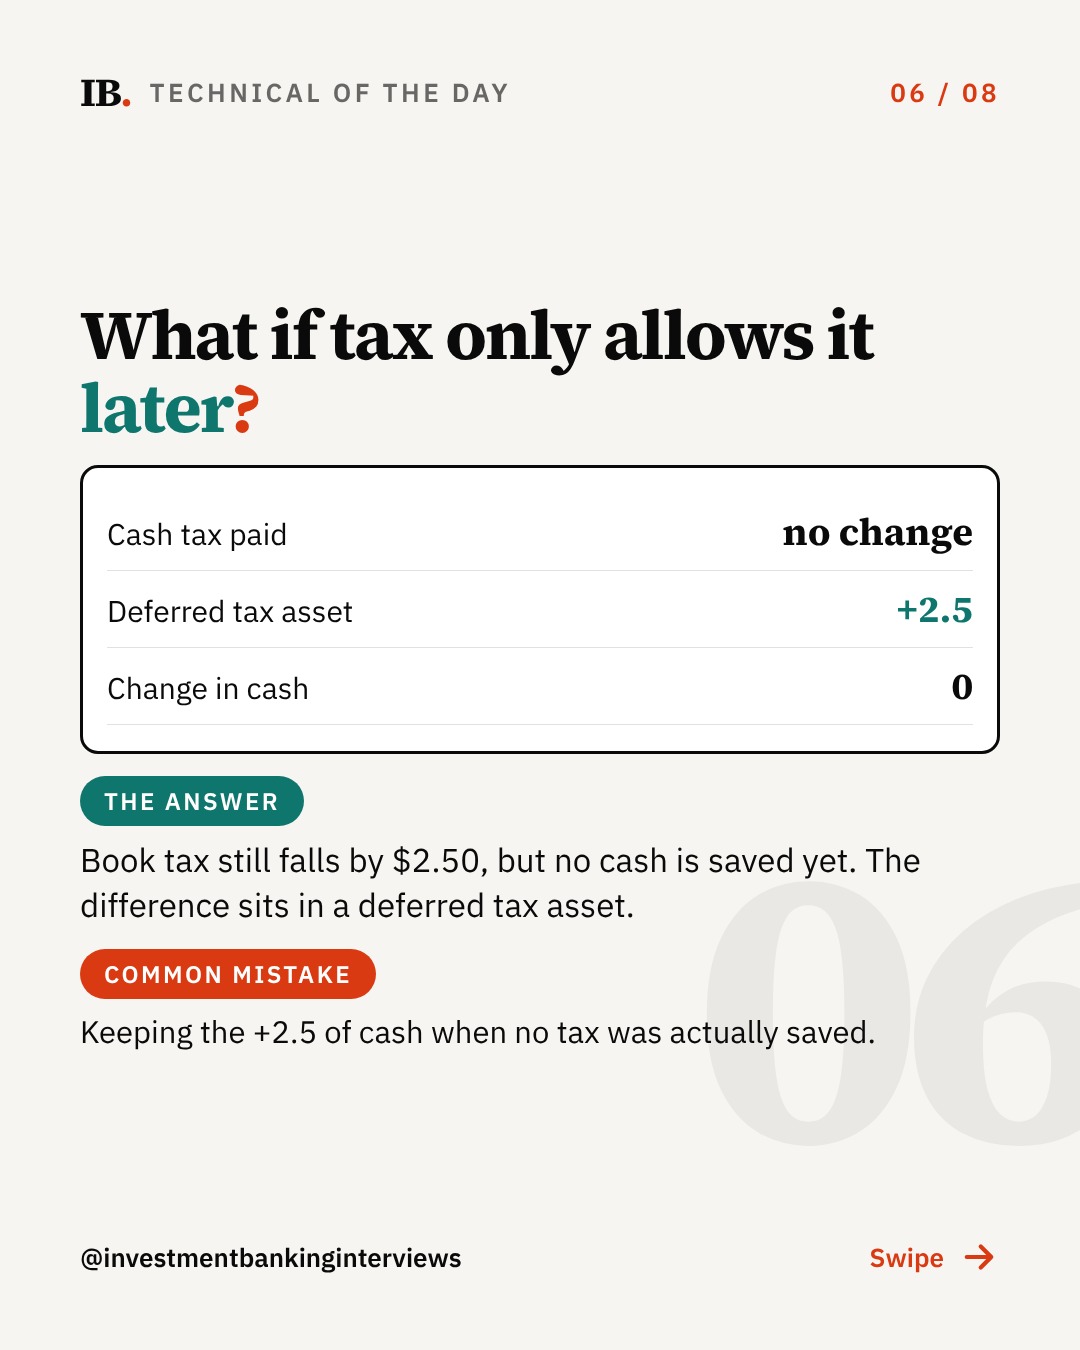 IB. TECHNICAL OF THE DAY
06 / 08
What if tax only allows it
later?
Cash tax paid no change
Deferred tax asset +2.5
Change in cash 0
THE ANSWER
Book tax still falls by $2.50, but no cash is saved yet. The
difference sits in a deferred tax asset.
COMMON MISTAKE
Keeping the +2.5 of cash when no tax was actually saved.
06
@investmentbankinginterviews
Swipe →